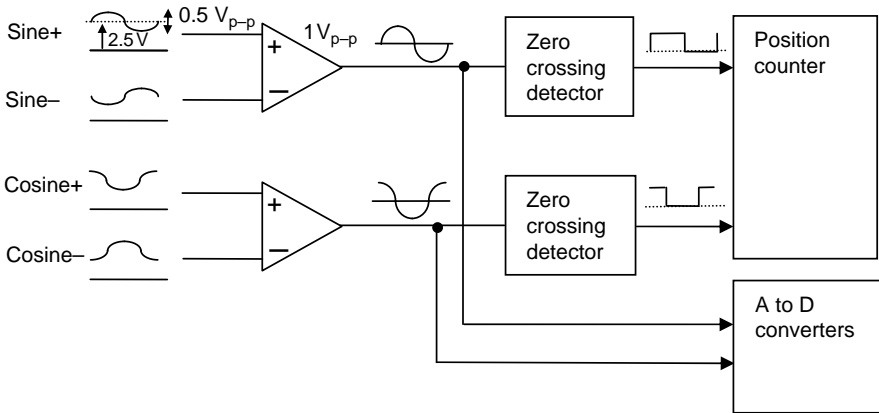 Sine+
2.5 V
0.5 Vp–p
1Vp–p
+
–
Sine–
Zero
crossing
detector
Position
counter
Cosine+
+
–
Cosine–
Zero
crossing
detector
A to D
converters